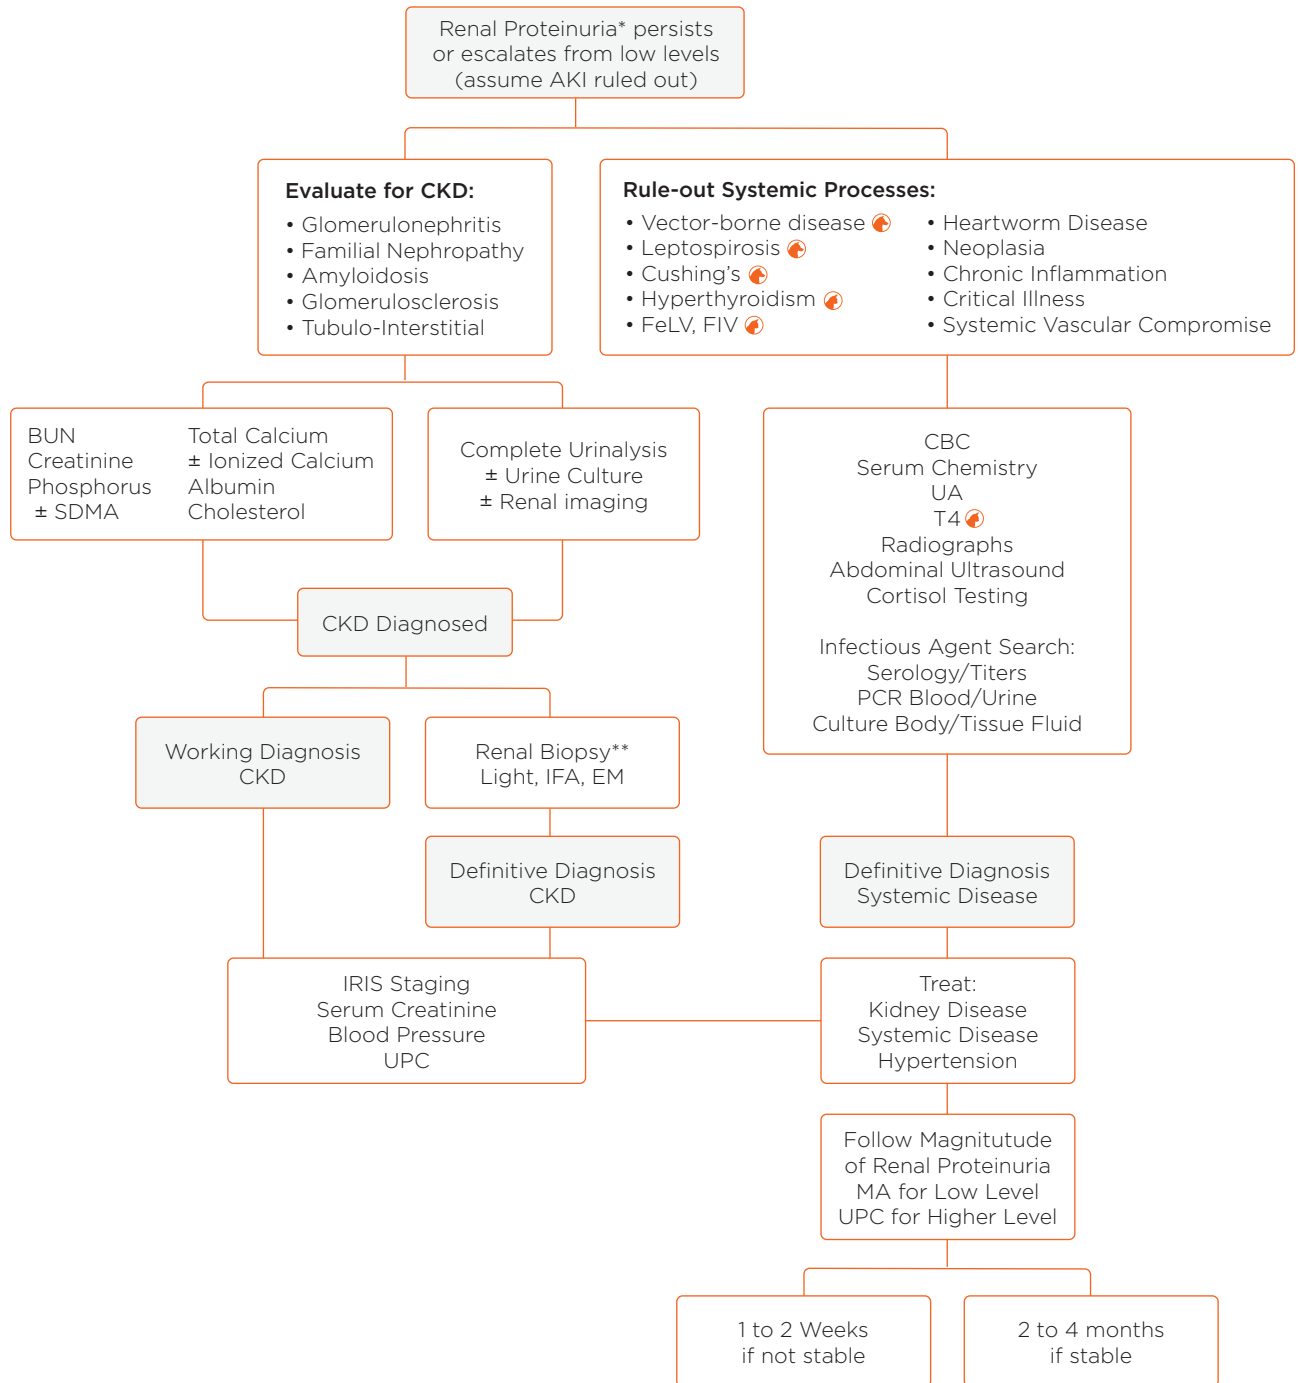 Renal Proteinuria* persists
or escalates from low levels
(assume AKI ruled out)
Evaluate for CKD:
• Glomerulonephritis
• Familial Nephropathy
• Amyloidosis
• Glomerulosclerosis
• Tubulo-Interstitial
Rule-out Systemic Processes:
• Vector-borne disease
• Leptospirosis
• Cushing's
• Hyperthyroidism
• FeLV, FIV
• Heartworm Disease
• Neoplasia
• Chronic Inflammation
• Critical Illness
• Systemic Vascular Compromise
BUN
Creatinine
Phosphorus
± SDMA
Total Calcium
± Ionized Calcium
Albumin
Cholesterol
Complete Urinalysis
± Urine Culture
± Renal imaging
CBC
Serum Chemistry
UA
T4
Radiographs
Abdominal Ultrasound
Cortisol Testing
Infectious Agent Search:
Serology/Titers
PCR Blood/Urine
Culture Body/Tissue Fluid
CKD Diagnosed
Working Diagnosis
CKD
Renal Biopsy**
Light, IFA, EM
Definitive Diagnosis
CKD
Definitive Diagnosis
Systemic Disease
IRIS Staging
Serum Creatinine
Blood Pressure
UPC
Treat:
Kidney Disease
Systemic Disease
Hypertension
Follow Magnitutude
of Renal Proteinuria
MA for Low Level
UPC for Higher Level
1 to 2 Weeks
if not stable
2 to 4 months
if stable